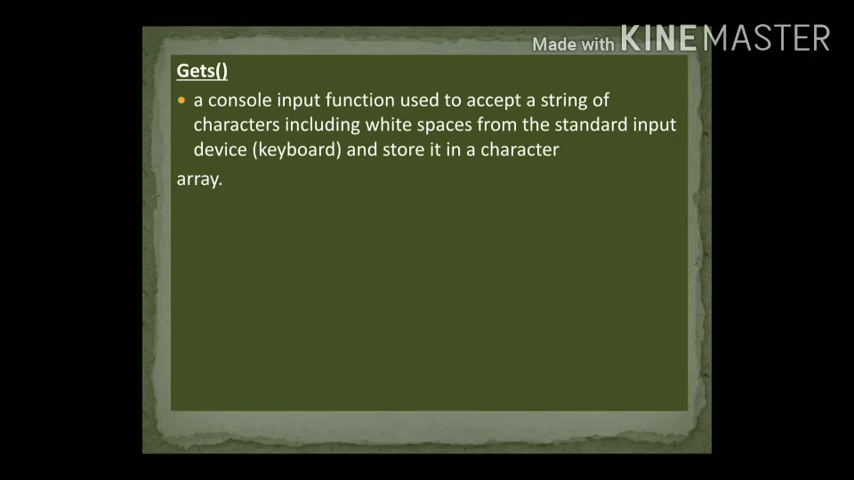 Made with KINEMASTER
Gets()
• a console input function used to accept a string of
characters including white spaces from the standard input
device (keyboard) and store it in a character
array.